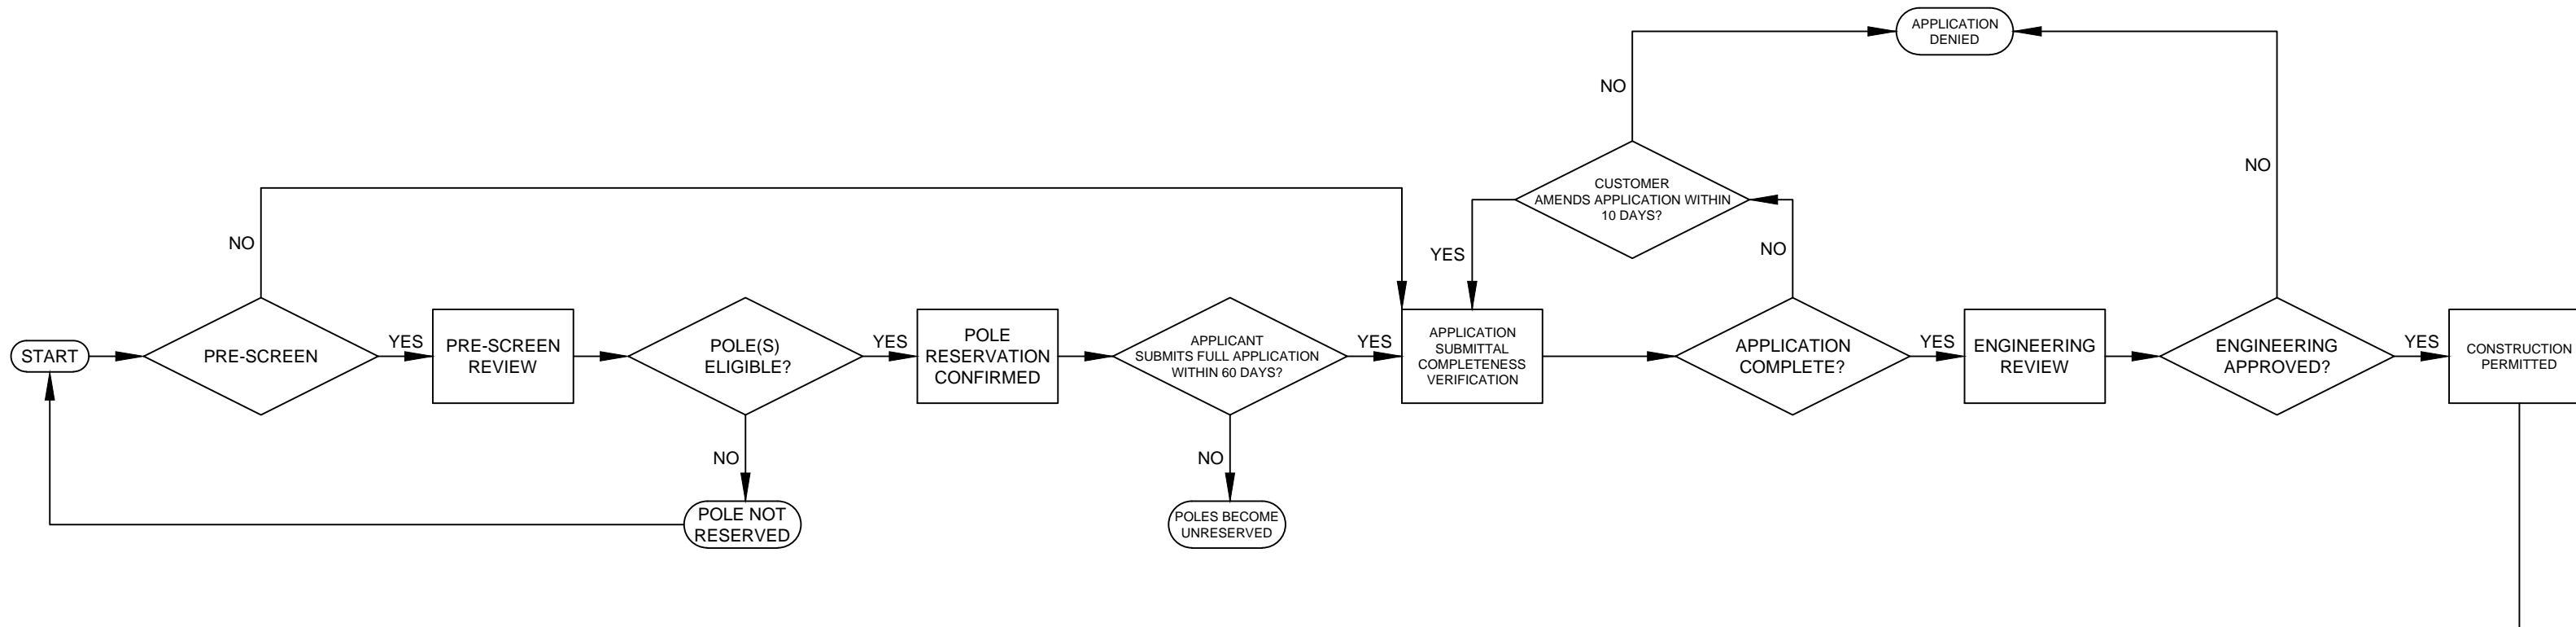 APPLICATION
DENIED
NO
NO
CUSTOMER
AMENDS APPLICATION WITHIN
10 DAYS?
NO
YES
NO
START
PRE-SCREEN
YES
PRE-SCREEN
REVIEW
POLE(S)
ELIGIBLE?
YES
POLE
RESERVATION
CONFIRMED
APPLICANT
SUBMITS FULL APPLICATION
WITHIN 60 DAYS?
YES
APPLICATION
SUBMITTAL
COMPLETENESS
VERIFICATION
APPLICATION
COMPLETE?
YES
ENGINEERING
REVIEW
ENGINEERING
APPROVED?
YES
CONSTRUCTION
PERMITTED
NO
NO
POLE NOT
RESERVED
POLES BECOME
UNRESERVED